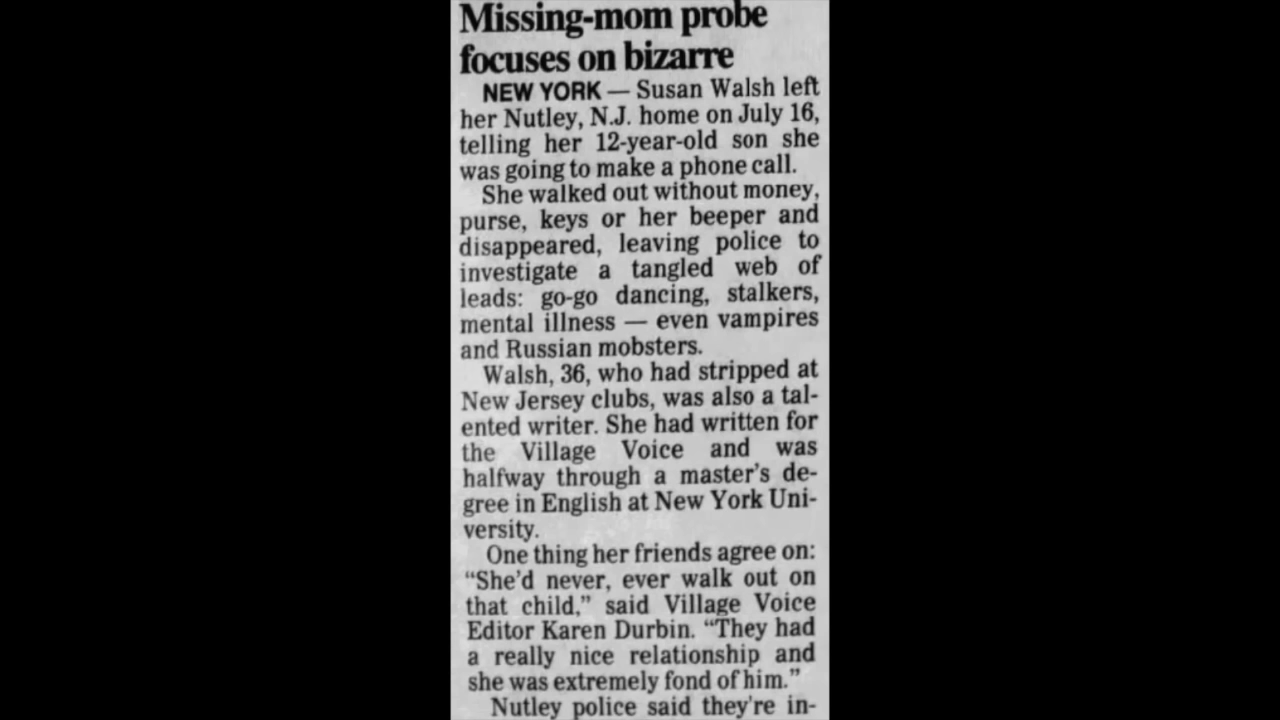 Missing-mom probe
focuses on bizarre
NEW YORK — Susan Walsh left
her Nutley, N.J. home on July 16,
telling her 12-year-old son she
was going to make a phone call.
She walked out without money,
purse, keys or her beeper and
disappeared, leaving police to
investigate a tangled web of
leads: go-go dancing, stalkers,
mental illness — even vampires
and Russian mobsters.
Walsh, 36, who had stripped at
New Jersey clubs, was also a tal-
ented writer. She had written for
the Village Voice and was
halfway through a master's de-
gree in English at New York Uni-
versity.
One thing her friends agree on:
“She'd never, ever walk out on
that child,” said Village Voice
Editor Karen Durbin. “They had
a really nice relationship and
she was extremely fond of him.”
Nutley police said they're in-